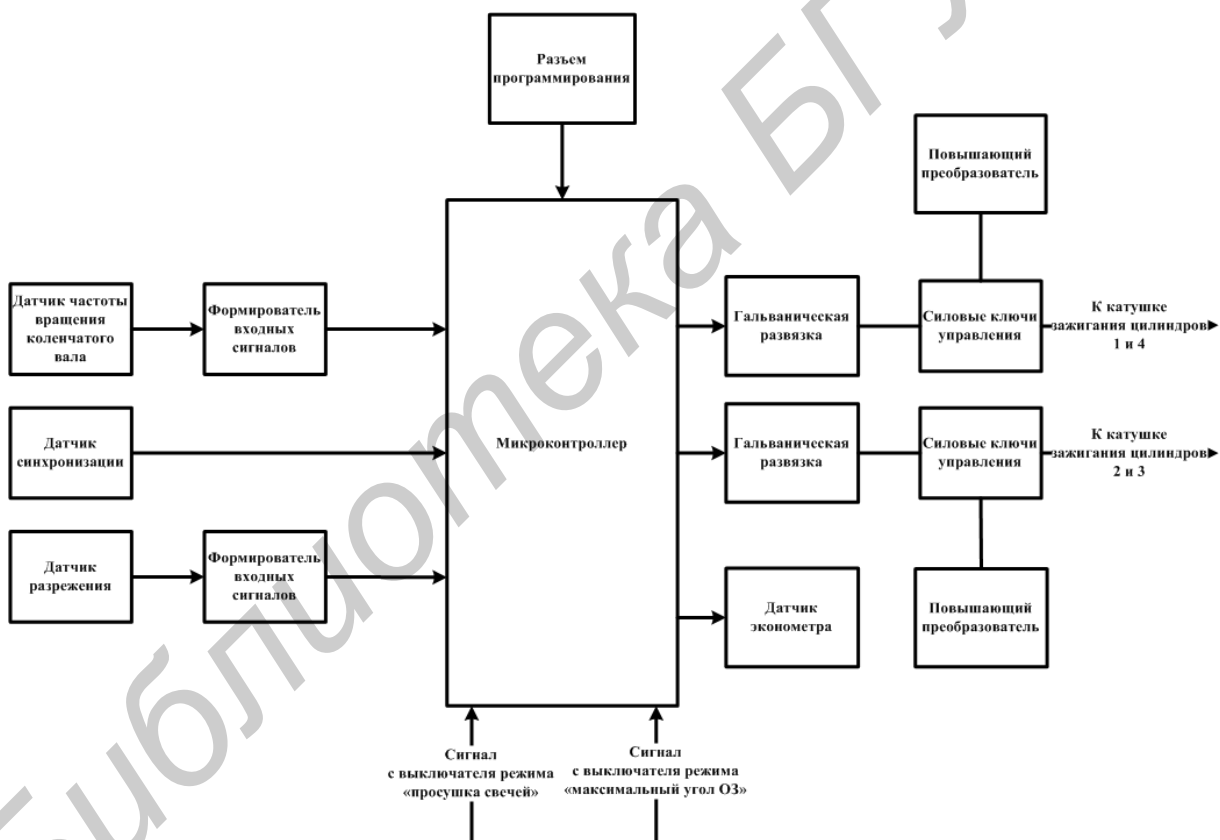 Разъем
программирования
Повышающий
преобразователь
Датчик частоты
вращения
коленчатого
вала
Формирователь
входных
сигналов
Гальваническая
развязка
Силовые ключи
управления
К катушке
зажигания цилиндров
1 и 4
Датчик
синхронизации
Микроконтроллер
Гальваническая
развязка
Силовые ключи
управления
К катушке
зажигания цилиндров
2 и 3
Датчик
разрежения
Формирователь
входных
сигналов
Датчик
эконометра
Повышающий
преобразователь
Сигнал
с выключателя режима
«просушка свечей»
Сигнал
с выключателя режима
«максимальный угол ОЗ»
Библиотека БГУ